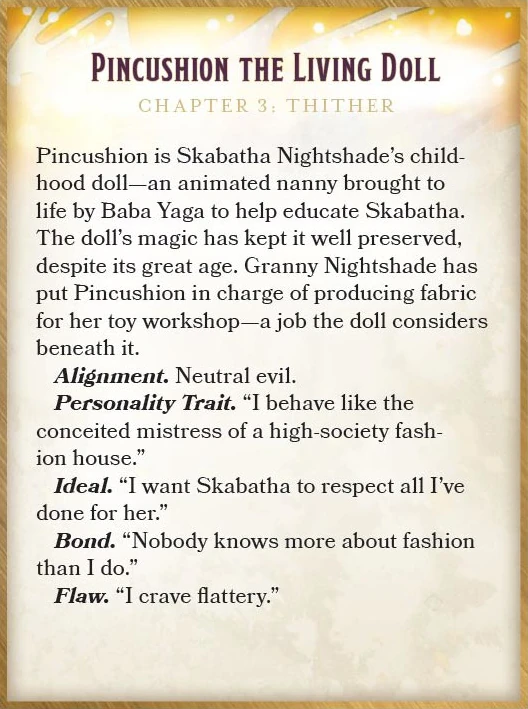 PINCUSHION THE LIVING DOLL
CHAPTER 3: THITHER
Pincushion is Skabatha Nightshade's child-
hood doll—an animated nanny brought to
life by Baba Yaga to help educate Skabatha.
The doll's magic has kept it well preserved,
despite its great age. Granny Nightshade has
put Pincushion in charge of producing fabric
for her toy workshop—a job the doll considers
beneath it.
Alignment. Neutral evil.
Personality Trait. “I behave like the
conceited mistress of a high-society fash-
ion house.”
Ideal. “I want Skabatha to respect all I've
done for her.”
Bond. “Nobody knows more about fashion
than I do.”
Flaw. “I crave flattery.”